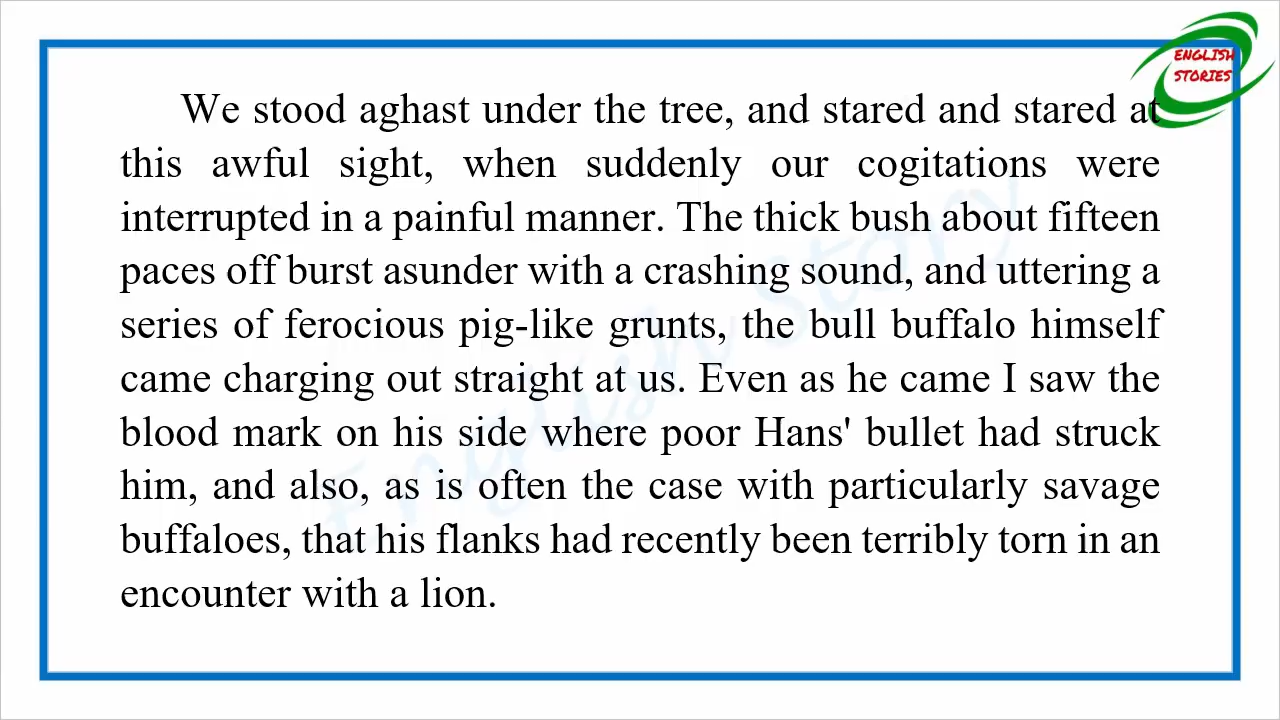 ENGLISH
STORIES
We stood aghast under the tree, and stared and stared at
this awful sight, when suddenly our cogitations were
interrupted in a painful manner. The thick bush about fifteen
paces off burst asunder with a crashing sound, and uttering a
series of ferocious pig-like grunts, the bull buffalo himself
came charging out straight at us. Even as he came I saw the
blood mark on his side where poor Hans' bullet had struck
him, and also, as is often the case with particularly savage
buffaloes, that his flanks had recently been terribly torn in an
encounter with a lion.
English Story